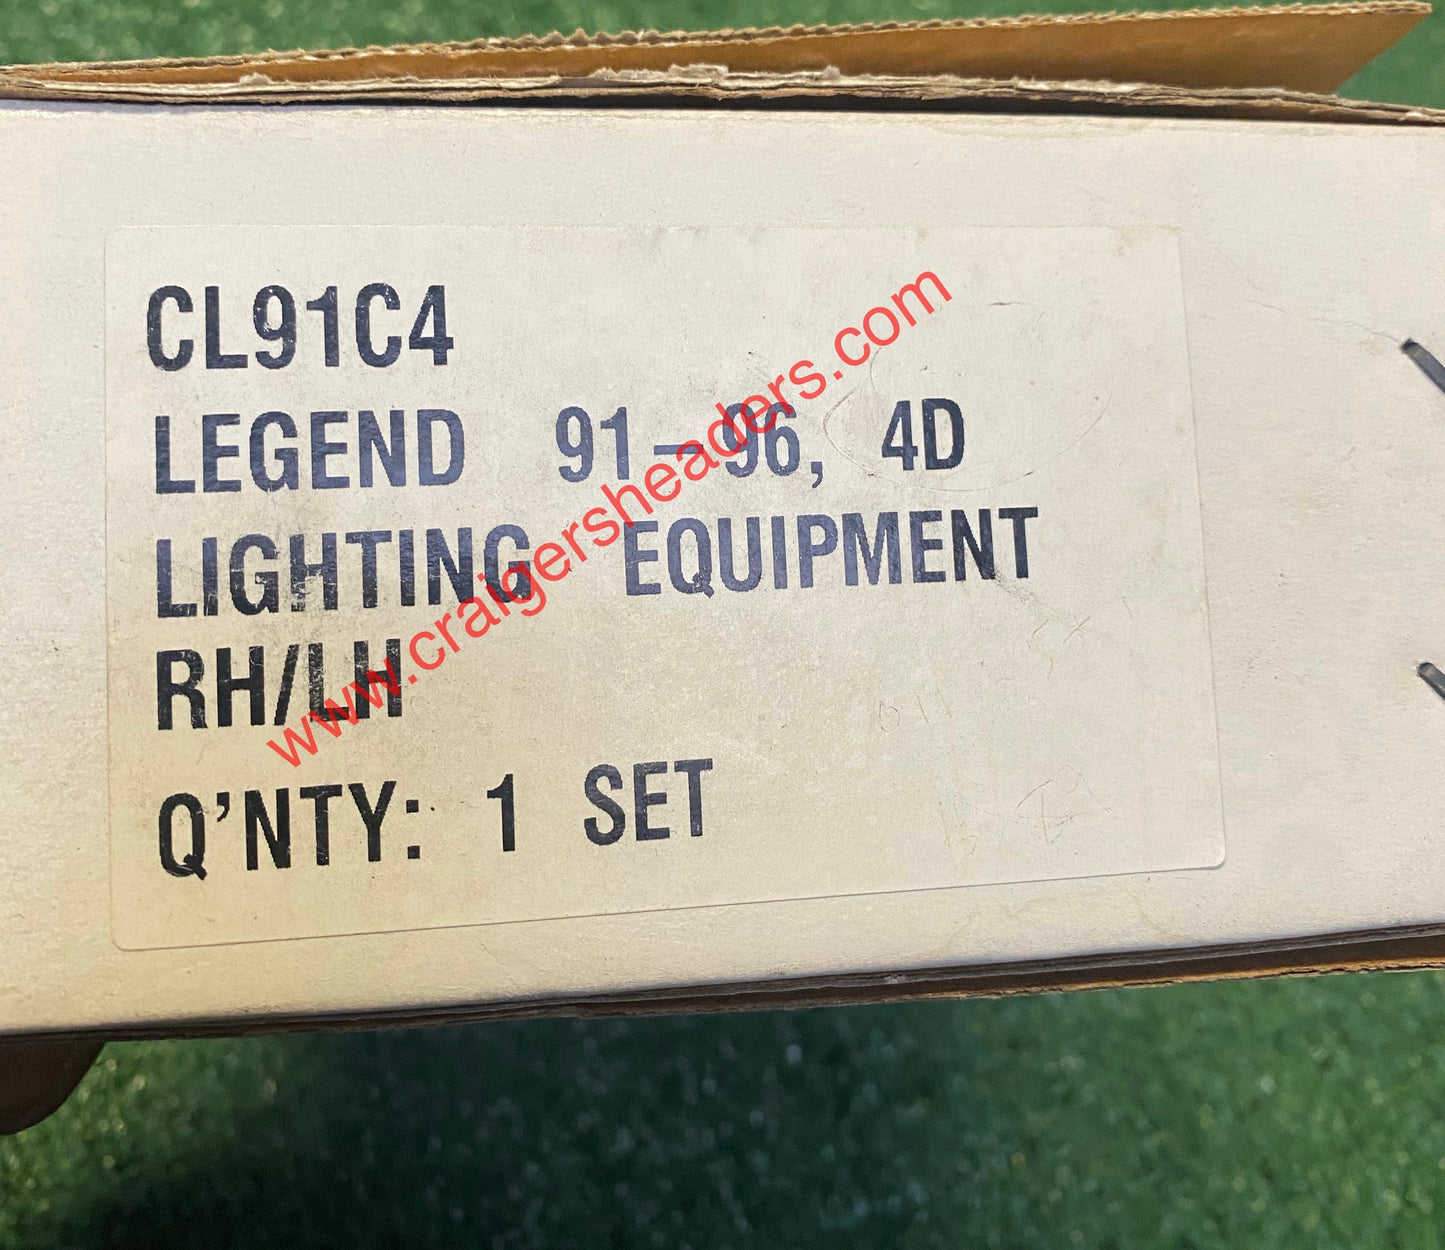 CL91C4
LEGEND 91-96, 4D
LIGHTING EQUIPMENT
RH/LH
Q'NTY: 1 SET
www.craigersheaders.com